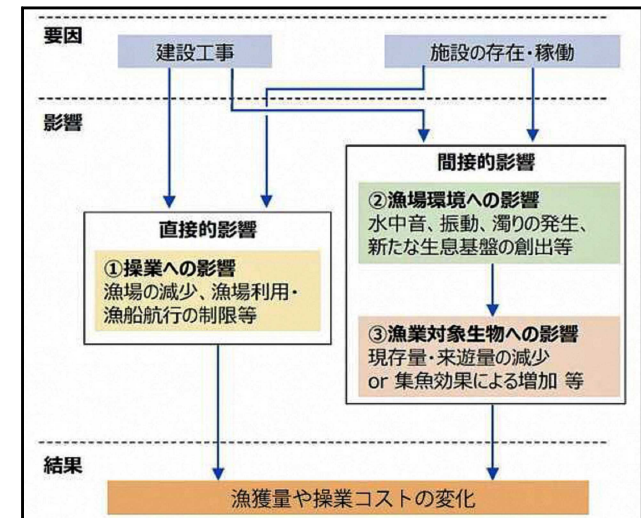 要因
建設工事
施設の存在・稼働
影響
間接的影響
②漁場環境への影響
水中音、振動、濁りの発生、
新たな生息基盤の創出等
直接的影響
①操業への影響
漁場の減少、漁場利用・
漁船航行の制限等
③漁業対象生物への影響
現存量・来遊量の減少
or 集魚効果による増加 等
結果
漁獲量や操業コストの変化